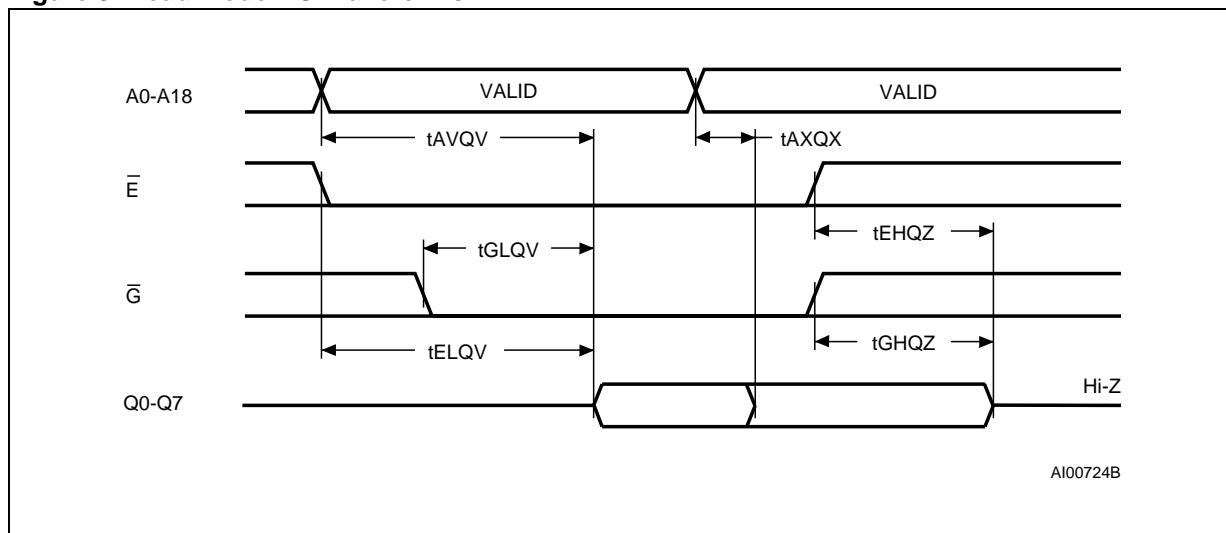 A0-A18
VALID
VALID
tAVQV
tAXQX
E
tEHQZ
tGLQV
G
tGHQZ
tELQV
Hi-Z
Q0-Q7
AI00724B